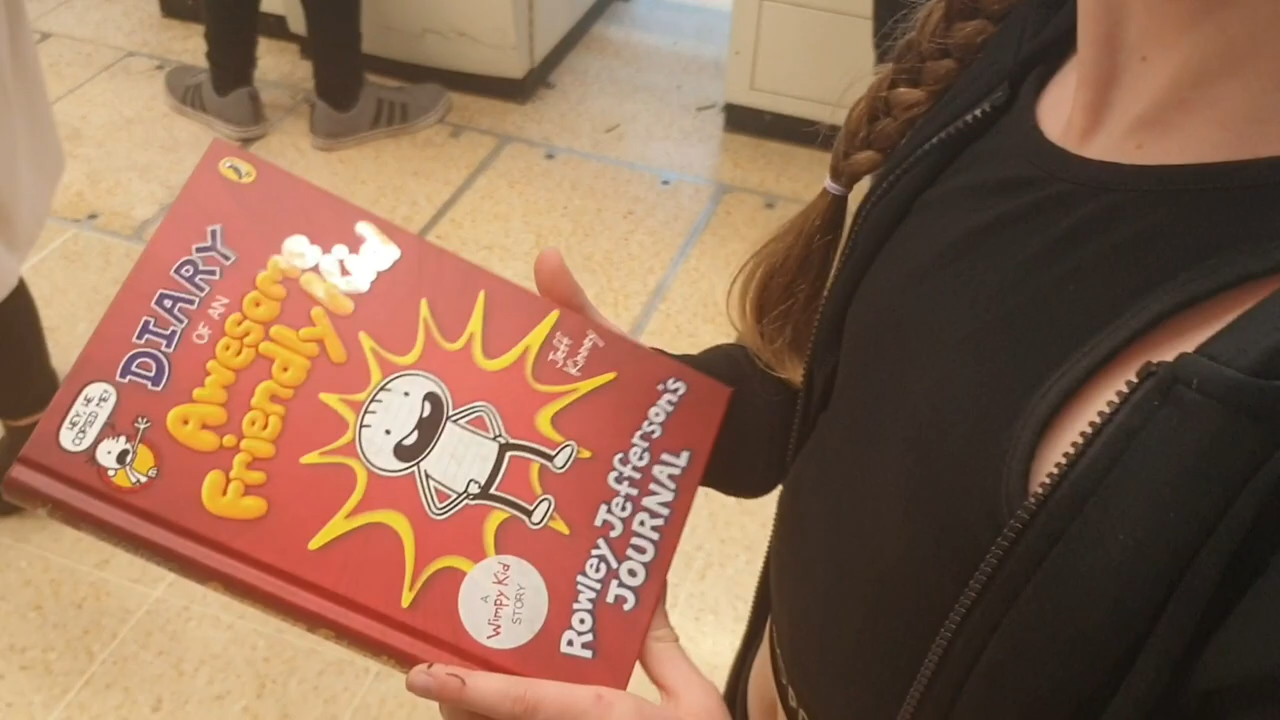 DIARY
OF AN
Awesome
Friendly Kid
Jeff
Kinney
HEY, HE
COPIED ME!
A
Wimpy Kid
STORY
Rowley Jefferson's
JOURNAL